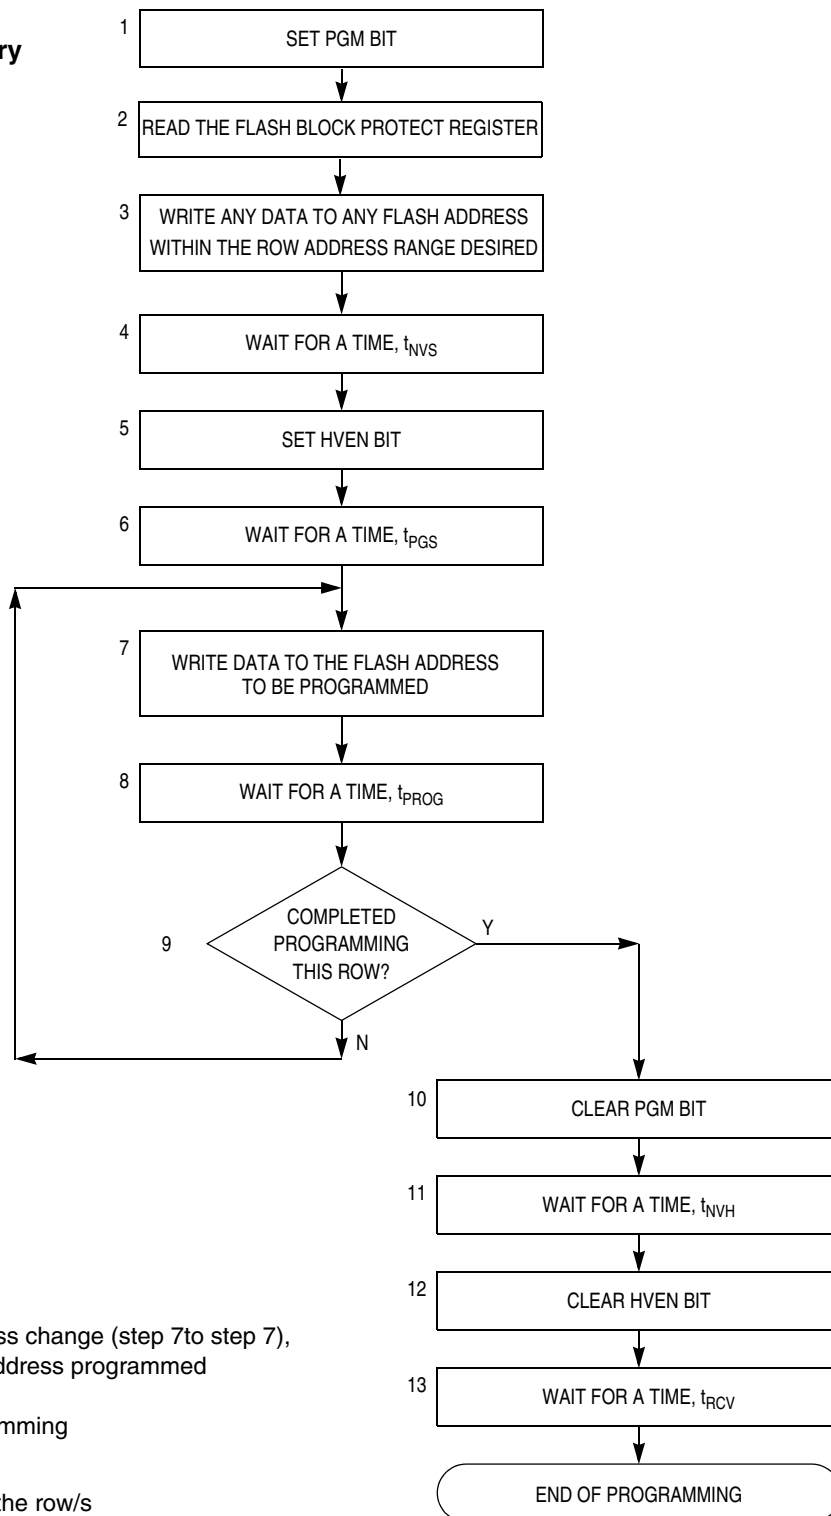 1
SET PGM BIT
ry
2
READ THE FLASH BLOCK PROTECT REGISTER
3
WRITE ANY DATA TO ANY FLASH ADDRESS
WITHIN THE ROW ADDRESS RANGE DESIRED
4
WAIT FOR A TIME, tNVS
5
SET HVEN BIT
6
WAIT FOR A TIME, tPGS
7
WRITE DATA TO THE FLASH ADDRESS
TO BE PROGRAMMED
8
WAIT FOR A TIME, tPROG
9
COMPLETED
PROGRAMMING
THIS ROW?
Y
N
10
CLEAR PGM BIT
11
WAIT FOR A TIME, tNVH
12
CLEAR HVEN BIT
13
WAIT FOR A TIME, tRCV
END OF PROGRAMMING
ss change (step 7to step 7),
ddress programmed
mming
the row/s